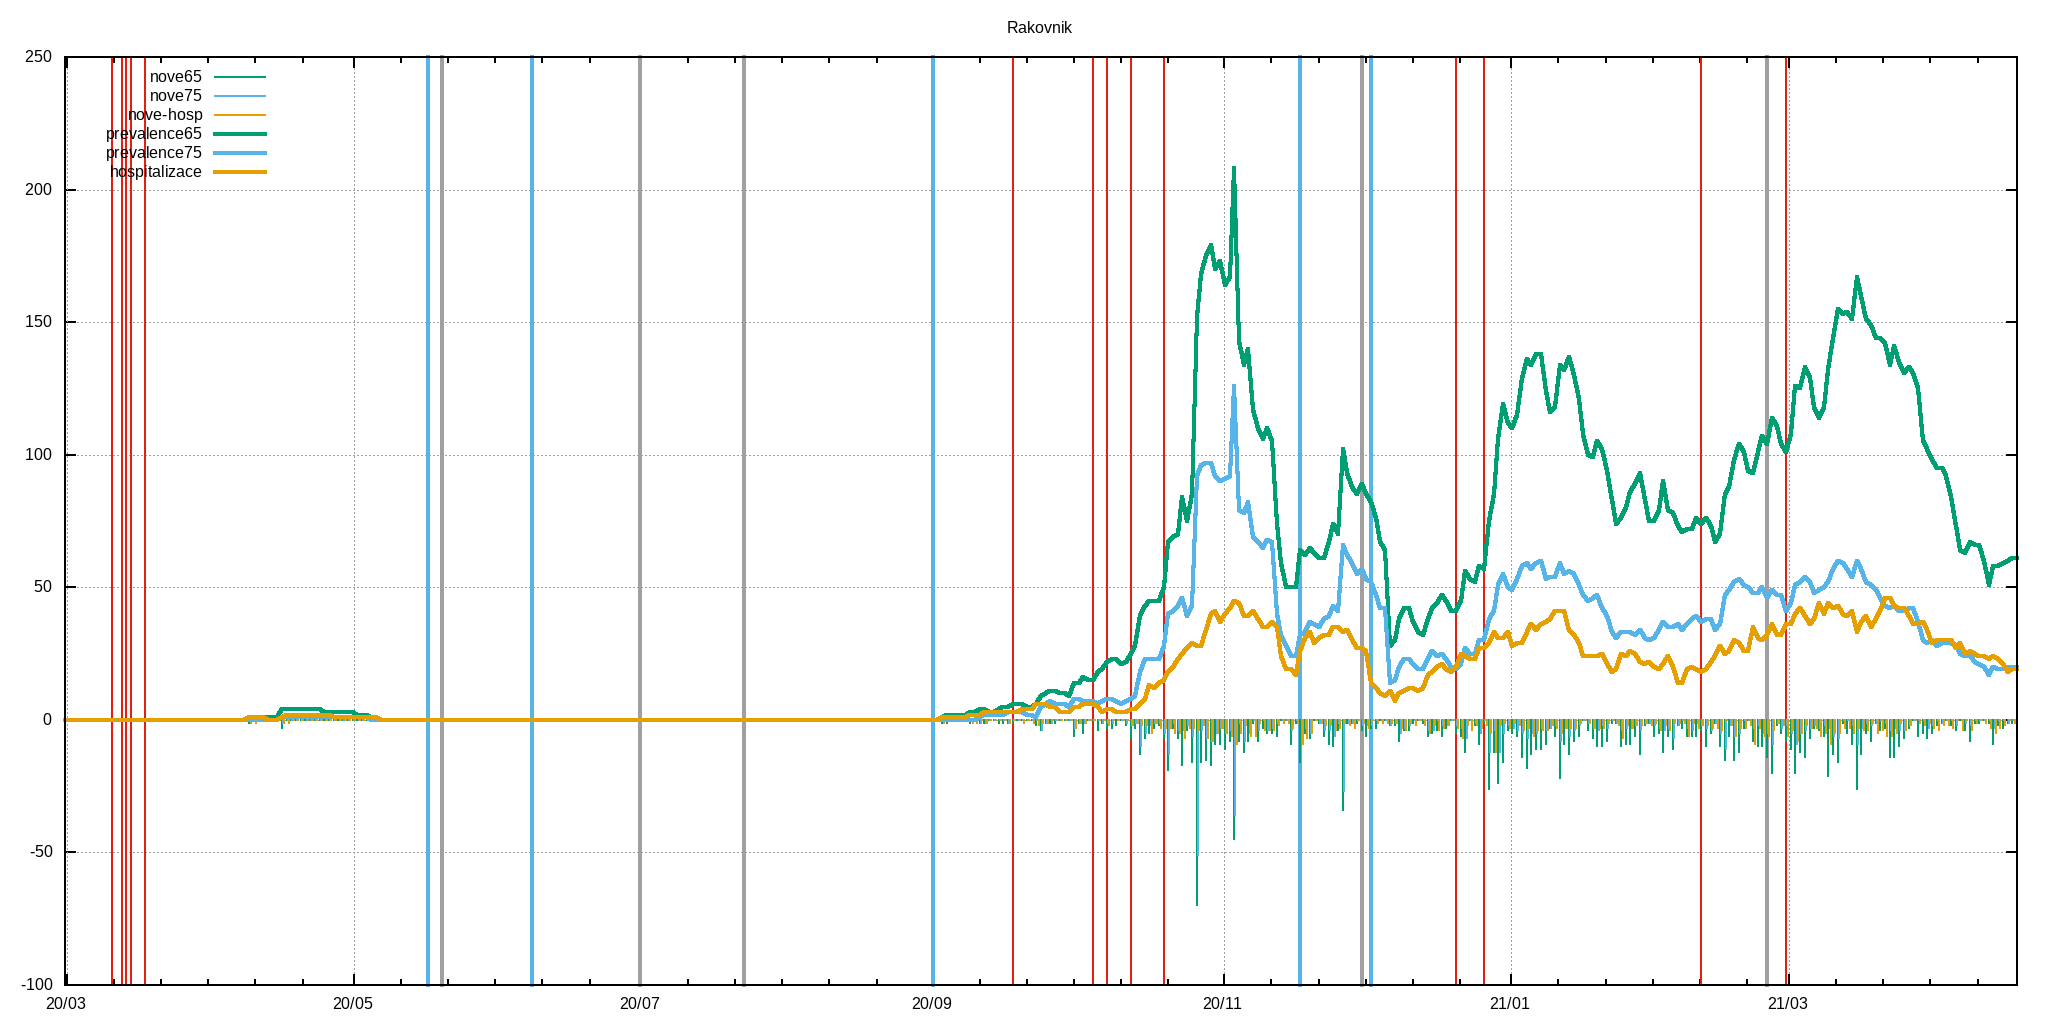 Rakovnik
250
200
150
100
50
0
-50
-100
nove65
nove75
nove-hosp
prevalence65
prevalence75
hospitalizace
20/03 20/05 20/07 20/09 20/11 21/01 21/03